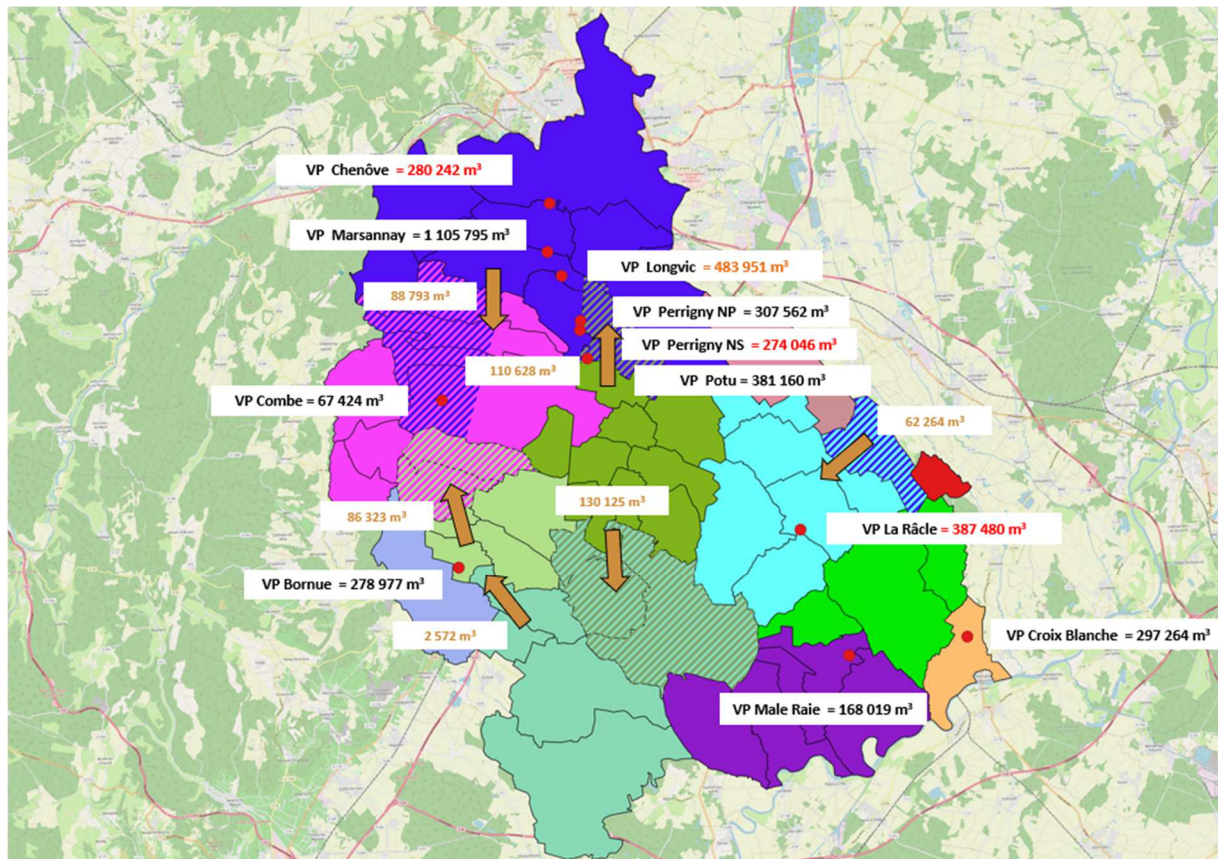 VP Chenôve = 280 242 m³
VP Marsannay = 1 105 795 m³
VP Longvic = 483 951 m³
88 793 m³
VP Perrigny NP = 307 562 m³
VP Perrigny NS = 274 046 m³
110 628 m³
VP Potu = 381 160 m³
VP Combe = 67 424 m³
62 264 m³
130 125 m³
86 323 m³
VP La Râcle = 387 480 m³
VP Bornue = 278 977 m³
2 572 m³
VP Croix Blanche = 297 264 m³
VP Male Raie = 168 019 m³